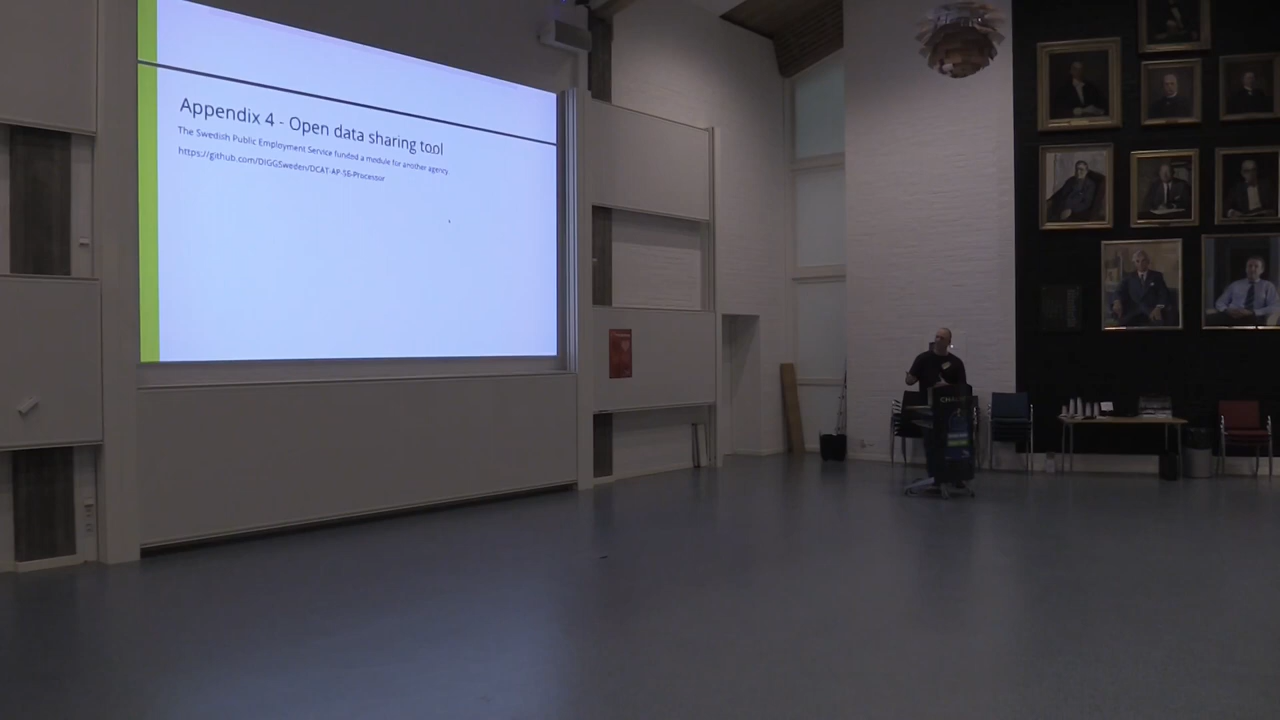 Appendix 4 - Open data sharing tool
The Swedish Public Employment Service funded a module for another agency
https://github.com/DIGGSweden/DCAT-AP-SE-Processor